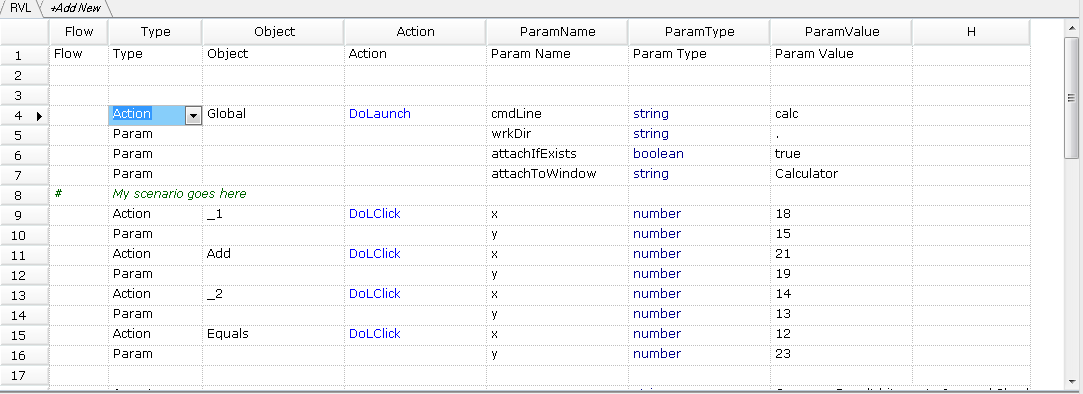 RVL +Add New
Flow Type Object Action ParamName ParamType ParamValue H
1 Flow Type Object Action Param Name Param Type Param Value
2
3
4 Action Global DoLaunch cmdLine string calc
5 Param wrkDir string .
6 Param attachIfExists boolean true
7 Param attachToWindow string Calculator
8 # My scenario goes here
9 Action _1 DoLClick x number 18
10 Param y number 15
11 Action Add DoLClick x number 21
12 Param y number 19
13 Action _2 DoLClick x number 14
14 Param y number 13
15 Action Equals DoLClick x number 12
16 Param y number 23
17